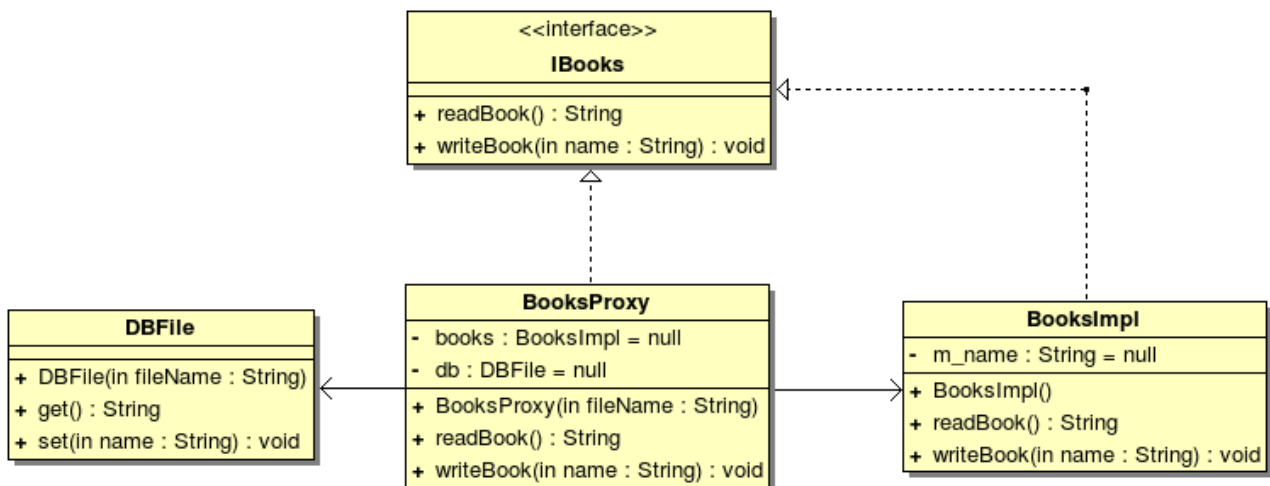 <<interface>>
IBooks
+ readBook() : String
+ writeBook(in name : String) : void
DBFile
+ DBFile(in fileName : String)
+ get() : String
+ set(in name : String) : void
BooksProxy
- books : BooksImpl = null
- db : DBFile = null
+ BooksProxy(in fileName : String)
+ readBook() : String
+ writeBook(in name : String) : void
BooksImpl
- m_name : String = null
+ BooksImpl()
+ readBook() : String
+ writeBook(in name : String) : void